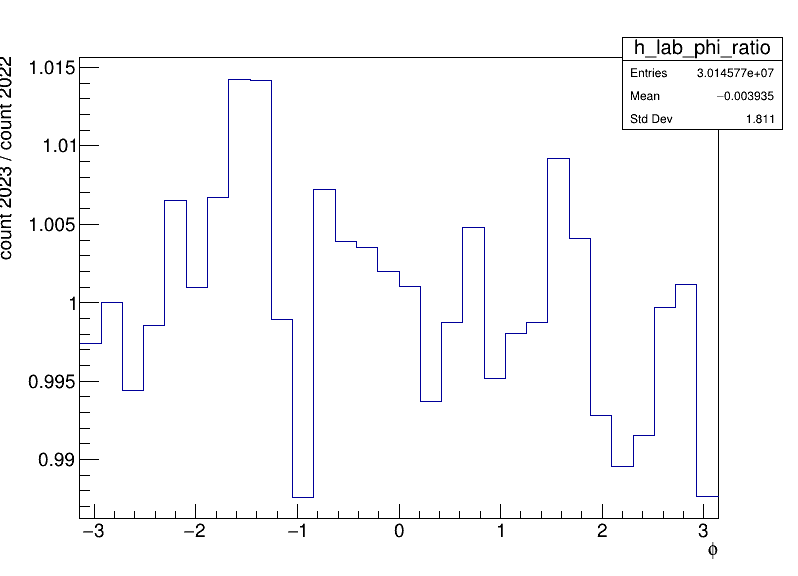 h_lab_phi_ratio
Entries 3.014577e+07
Mean −0.003935
Std Dev 1.811
count 2023 / count 2022
1.015
1.01
1.005
1
0.995
0.99
−3 −2 −1 0 1 2 3
ϕ